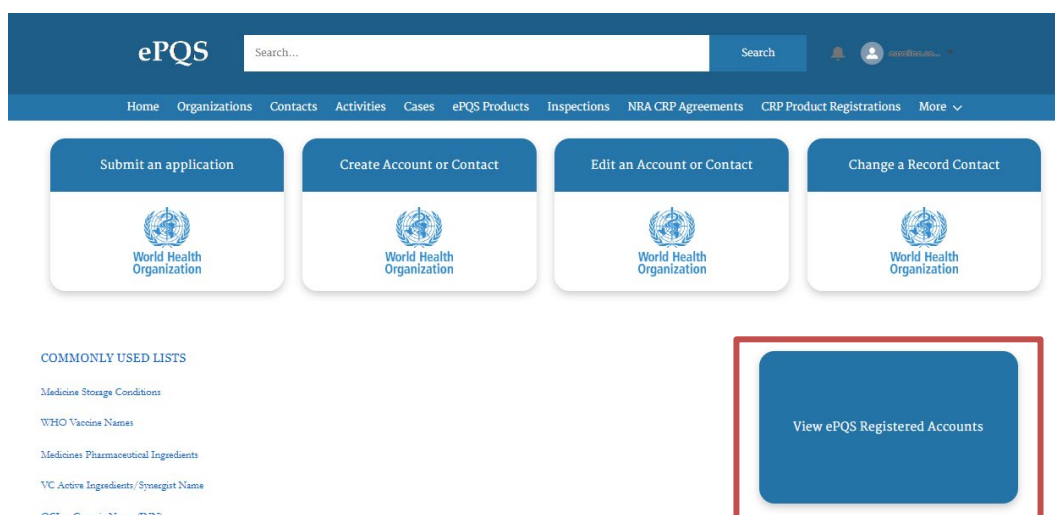 ePQS
Search...
Search
Home Organizations Contacts Activities Cases ePQS Products Inspections NRA CRP Agreements CRP Product Registrations More
Submit an application
Create Account or Contact
Edit an Account or Contact
Change a Record Contact
World Health
Organization
World Health
Organization
World Health
Organization
World Health
Organization
COMMONLY USED LISTS
Medicine Storage Conditions
WHO Vaccine Names
Medicines Pharmaceutical Ingredients
VC Active Ingredients/Synergist Name
View ePQS Registered Accounts